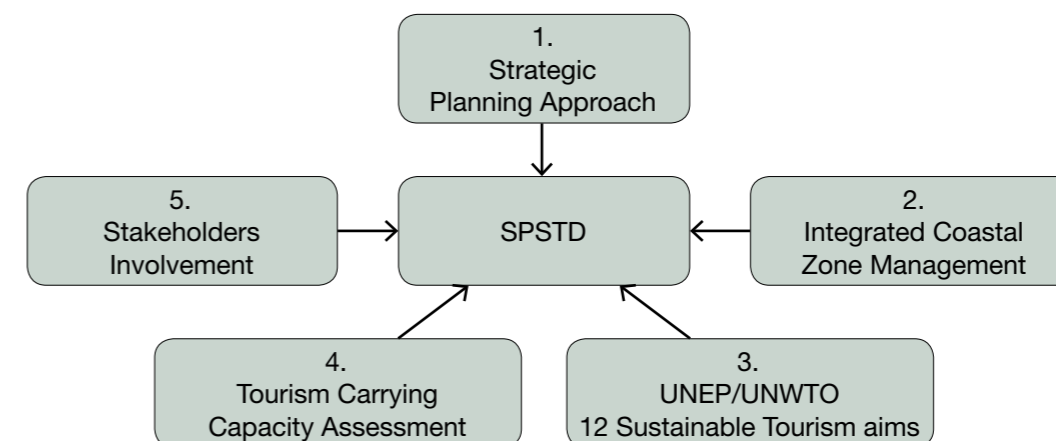 1.
Strategic
Planning Approach
5.
Stakeholders
Involvement
SPSTD
2.
Integrated Coastal
Zone Management
4.
Tourism Carrying
Capacity Assessment
3.
UNEP/UNWTO
12 Sustainable Tourism aims